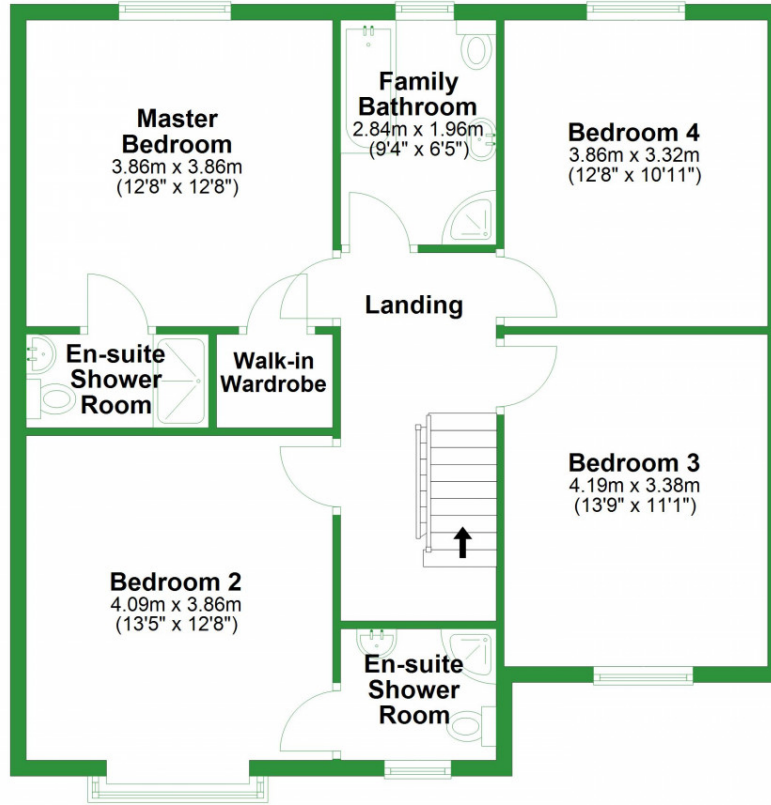 Master
Bedroom
3.86m x 3.86m
(12'8" x 12'8")
Family
Bathroom
2.84m x 1.96m
(9'4" x 6'5")
Bedroom 4
3.86m x 3.32m
(12'8" x 10'11")
Landing
En-suite
Shower
Room
Walk-in
Wardrobe
Bedroom 3
4.19m x 3.38m
(13'9" x 11'1")
Bedroom 2
4.09m x 3.86m
(13'5" x 12'8")
En-suite
Shower
Room